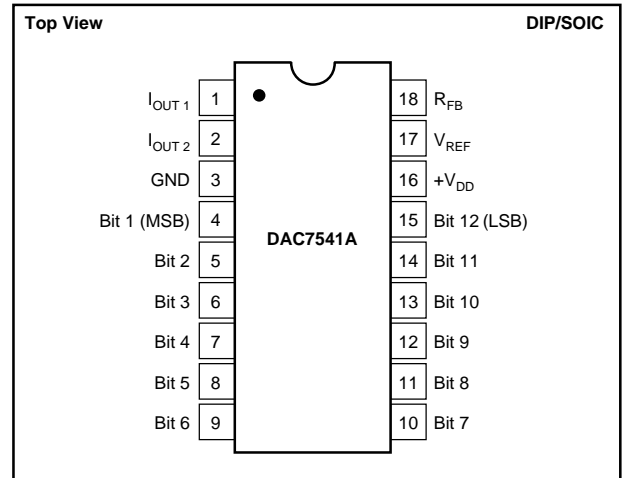 Top View DIP/SOIC
I_OUT 1 1 18 R_FB
I_OUT 2 2 17 V_REF
GND 3 16 +V_DD
Bit 1 (MSB) 4 15 Bit 12 (LSB)
DAC7541A
Bit 2 5 14 Bit 11
Bit 3 6 13 Bit 10
Bit 4 7 12 Bit 9
Bit 5 8 11 Bit 8
Bit 6 9 10 Bit 7